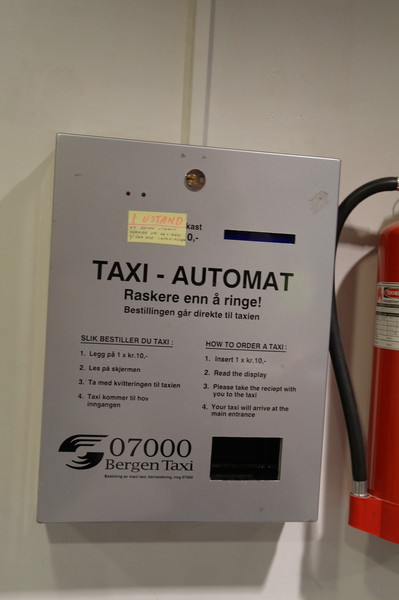 I USTAND
kast
0,-
TAXI - AUTOMAT
Raskere enn å ringe!
Bestillingen går direkte til taxien
SLIK BESTILLER DU TAXI :
1. Legg på 1 x kr.10,-
2. Les på skjermen
3. Ta med kvitteringen til taxien
4. Taxi kommer til hov
inngangen
HOW TO ORDER A TAXI :
1. Insert 1 x kr.10,-
2. Read the display
3. Please take the reciept with
you to the taxi
4. Your taxi will arrive at the
main entrance
07000
Bergen Taxi